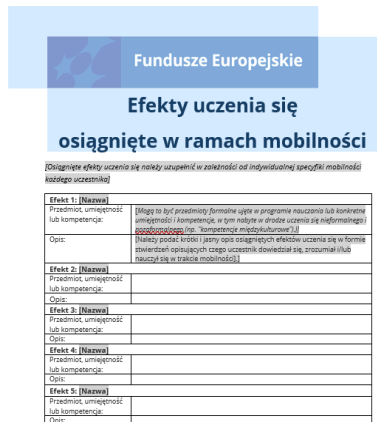 Fundusze Europejskie
Efekty uczenia się
osiągnięte w ramach mobilności
[Osiągnięte efekty uczenia się należy uzupełnić w zależności od indywidualnej specyfiki mobilności
każdego uczestnika]
Efekt 1: [Nazwa]
Przedmiot, umiejętność
lub kompetencja:
[Mogą to być przedmioty formalne ujęte w programie nauczania lub konkretne
umiejętności i kompetencje, w tym nabyte w drodze uczenia się nieformalnego i
pozaformalnego (np. "kompetencje międzykulturowe").)]
Opis:
[Należy podać krótki i jasny opis osiągniętych efektów uczenia się w formie
stwierdzeń opisujących czego uczestnik dowiedział się, zrozumiał i/lub
nauczył się w trakcie mobilności].]
Efekt 2: [Nazwa]
Przedmiot, umiejętność
lub kompetencja:
Opis:
Efekt 3: [Nazwa]
Przedmiot, umiejętność
lub kompetencja:
Opis:
Efekt 4: [Nazwa]
Przedmiot, umiejętność
lub kompetencja:
Opis:
Efekt 5: [Nazwa]
Przedmiot, umiejętność
lub kompetencja:
Opis: